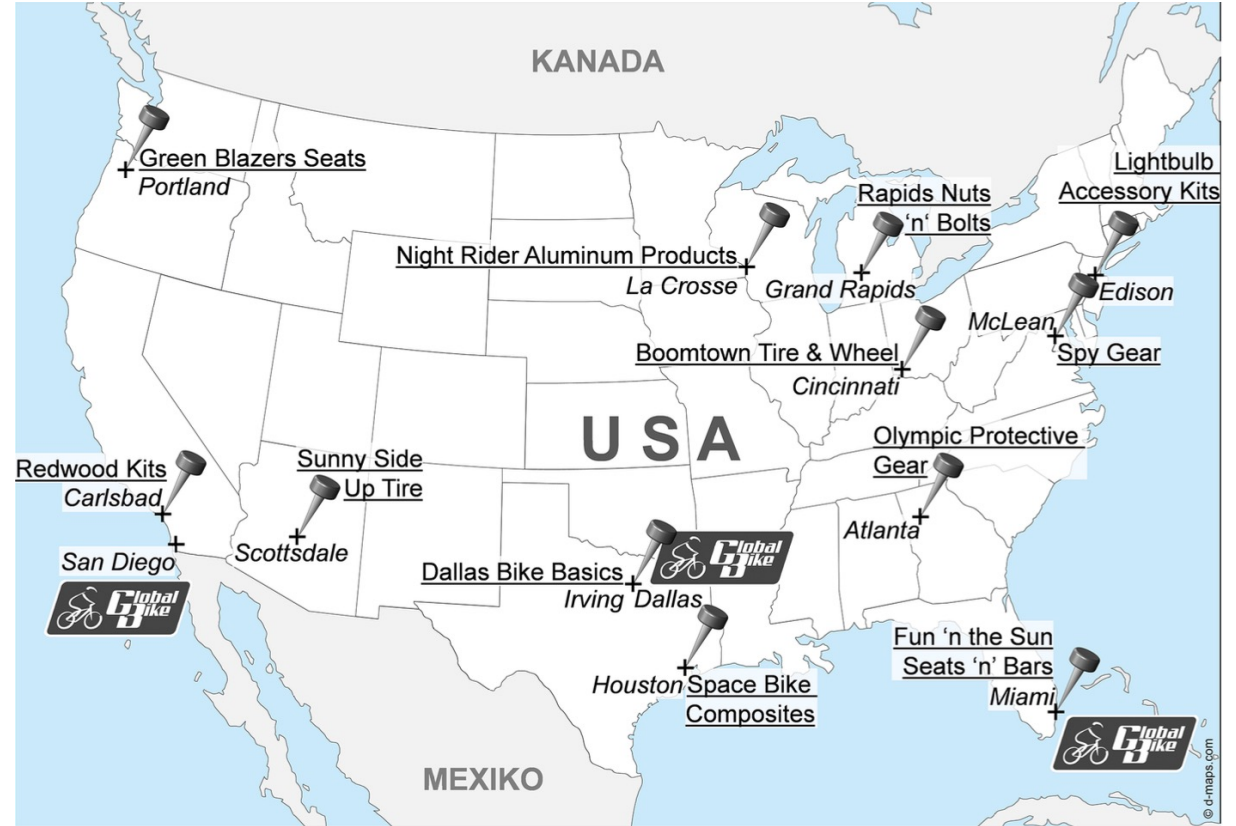 KANADA
Green Blazers Seats
Portland
Lightbulb
Accessory Kits
Edison
Rapids Nuts
‘n‘ Bolts
Grand Rapids
Night Rider Aluminum Products
La Crosse
McLean
Spy Gear
Boomtown Tire & Wheel
Cincinnati
USA
Olympic Protective
Gear
Atlanta
Redwood Kits
Carlsbad
Sunny Side
Up Tire
Scottsdale
San Diego
Global
Bike
Dallas Bike Basics
Irving Dallas
Global
Bike
Houston
Space Bike
Composites
Fun ‘n the Sun
Seats ‘n’ Bars
Miami
Global
Bike
MEXIKO
© d-maps.com